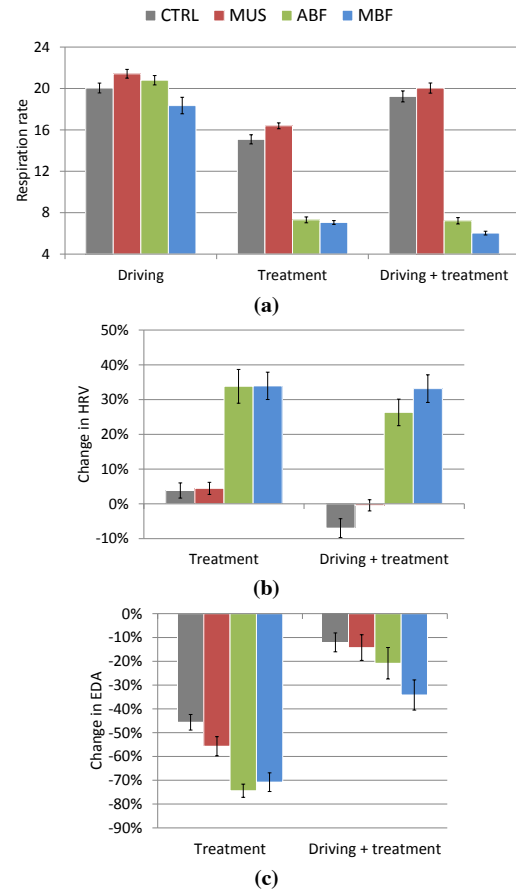 CTRL MUS ABF MBF
24
20
16
12
8
4
Respiration rate
Driving Treatment Driving + treatment
(a)
50%
40%
30%
20%
10%
0%
-10%
Change in HRV
Treatment Driving + treatment
(b)
0%
-10%
-20%
-30%
-40%
-50%
-60%
-70%
-80%
-90%
Change in EDA
Treatment Driving + treatment
(c)